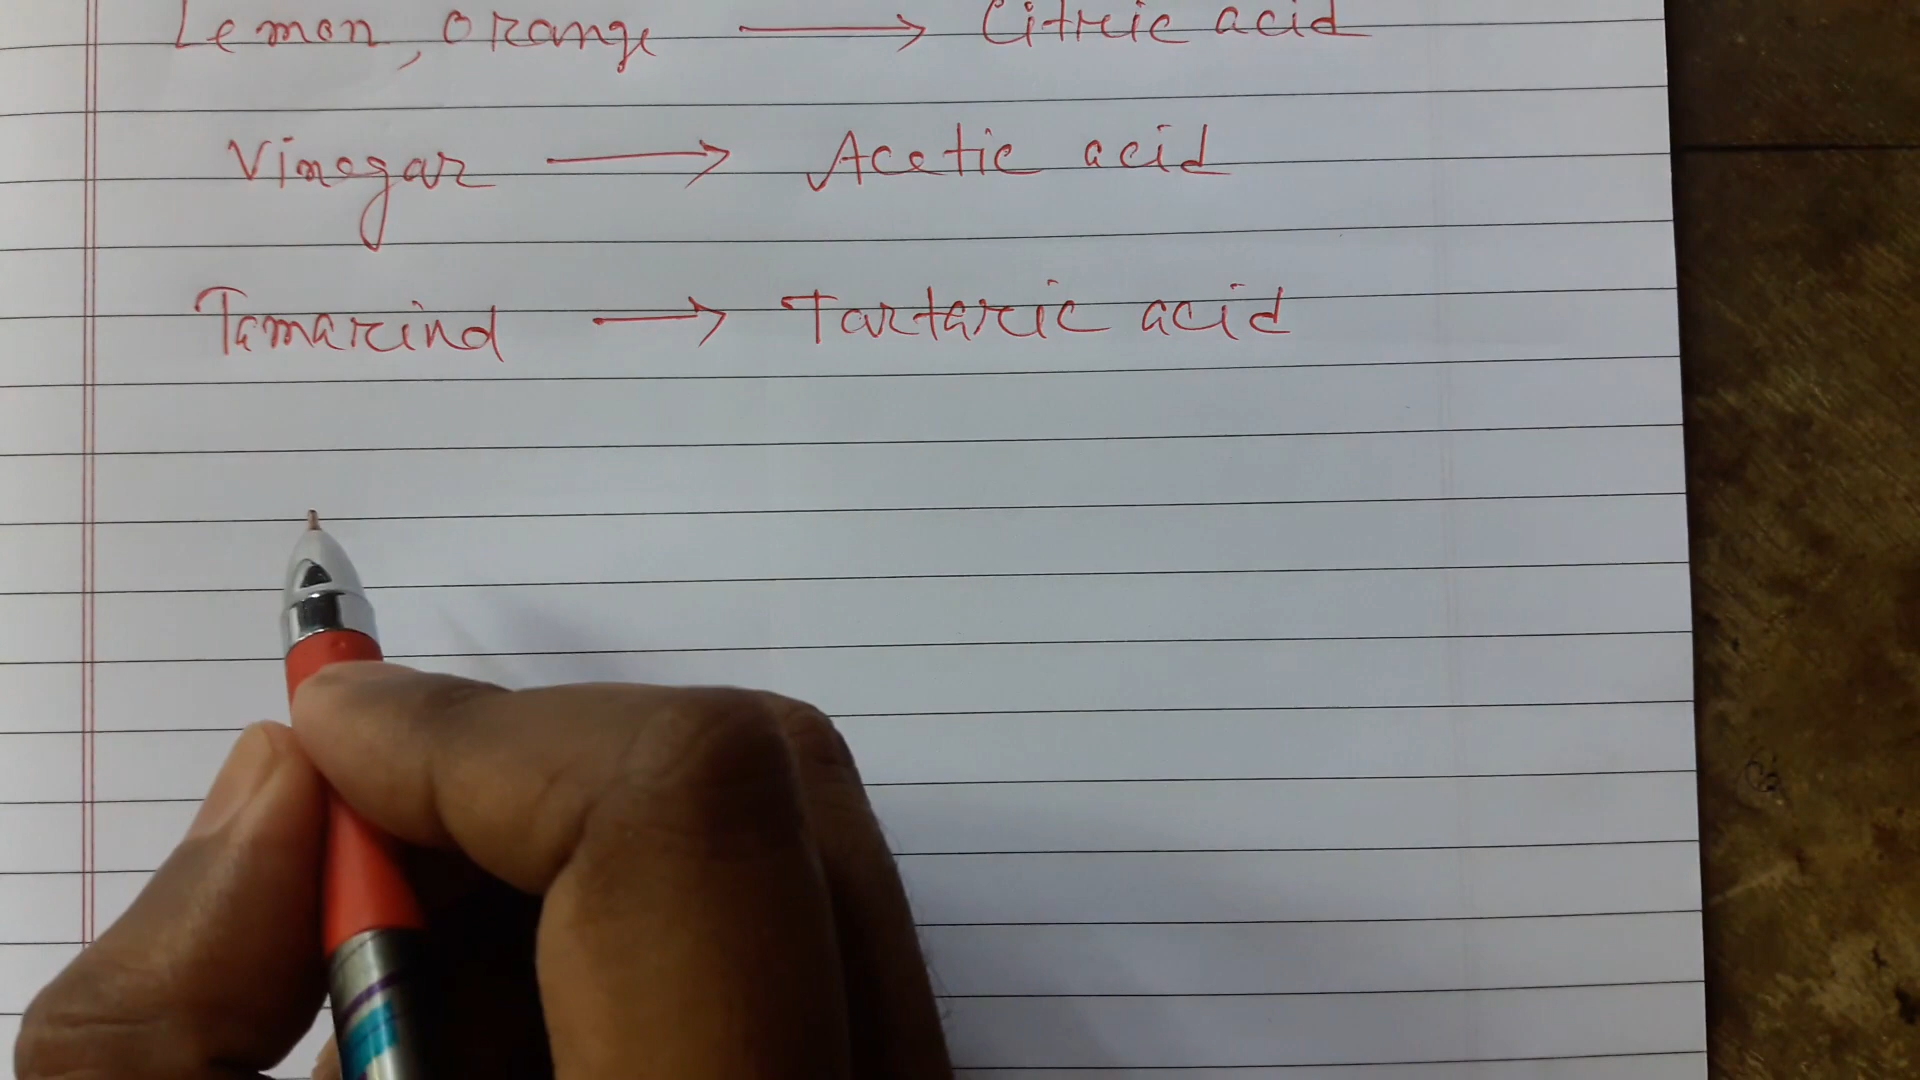 Lemon, orange → Citric acid
Vinegar → Acetic acid
Tamarind → Tartaric acid